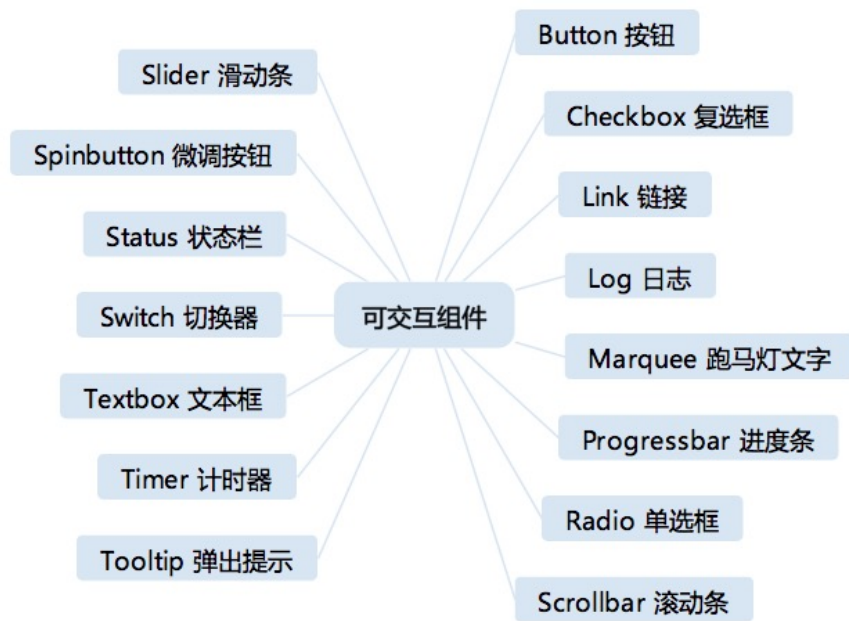 Button 按钮
Slider 滑动条
Checkbox 复选框
Spinbutton 微调按钮
Link 链接
Status 状态栏
Log 日志
Switch 切换器
可交互组件
Marquee 跑马灯文字
Textbox 文本框
Progressbar 进度条
Timer 计时器
Radio 单选框
Tooltip 弹出提示
Scrollbar 滚动条